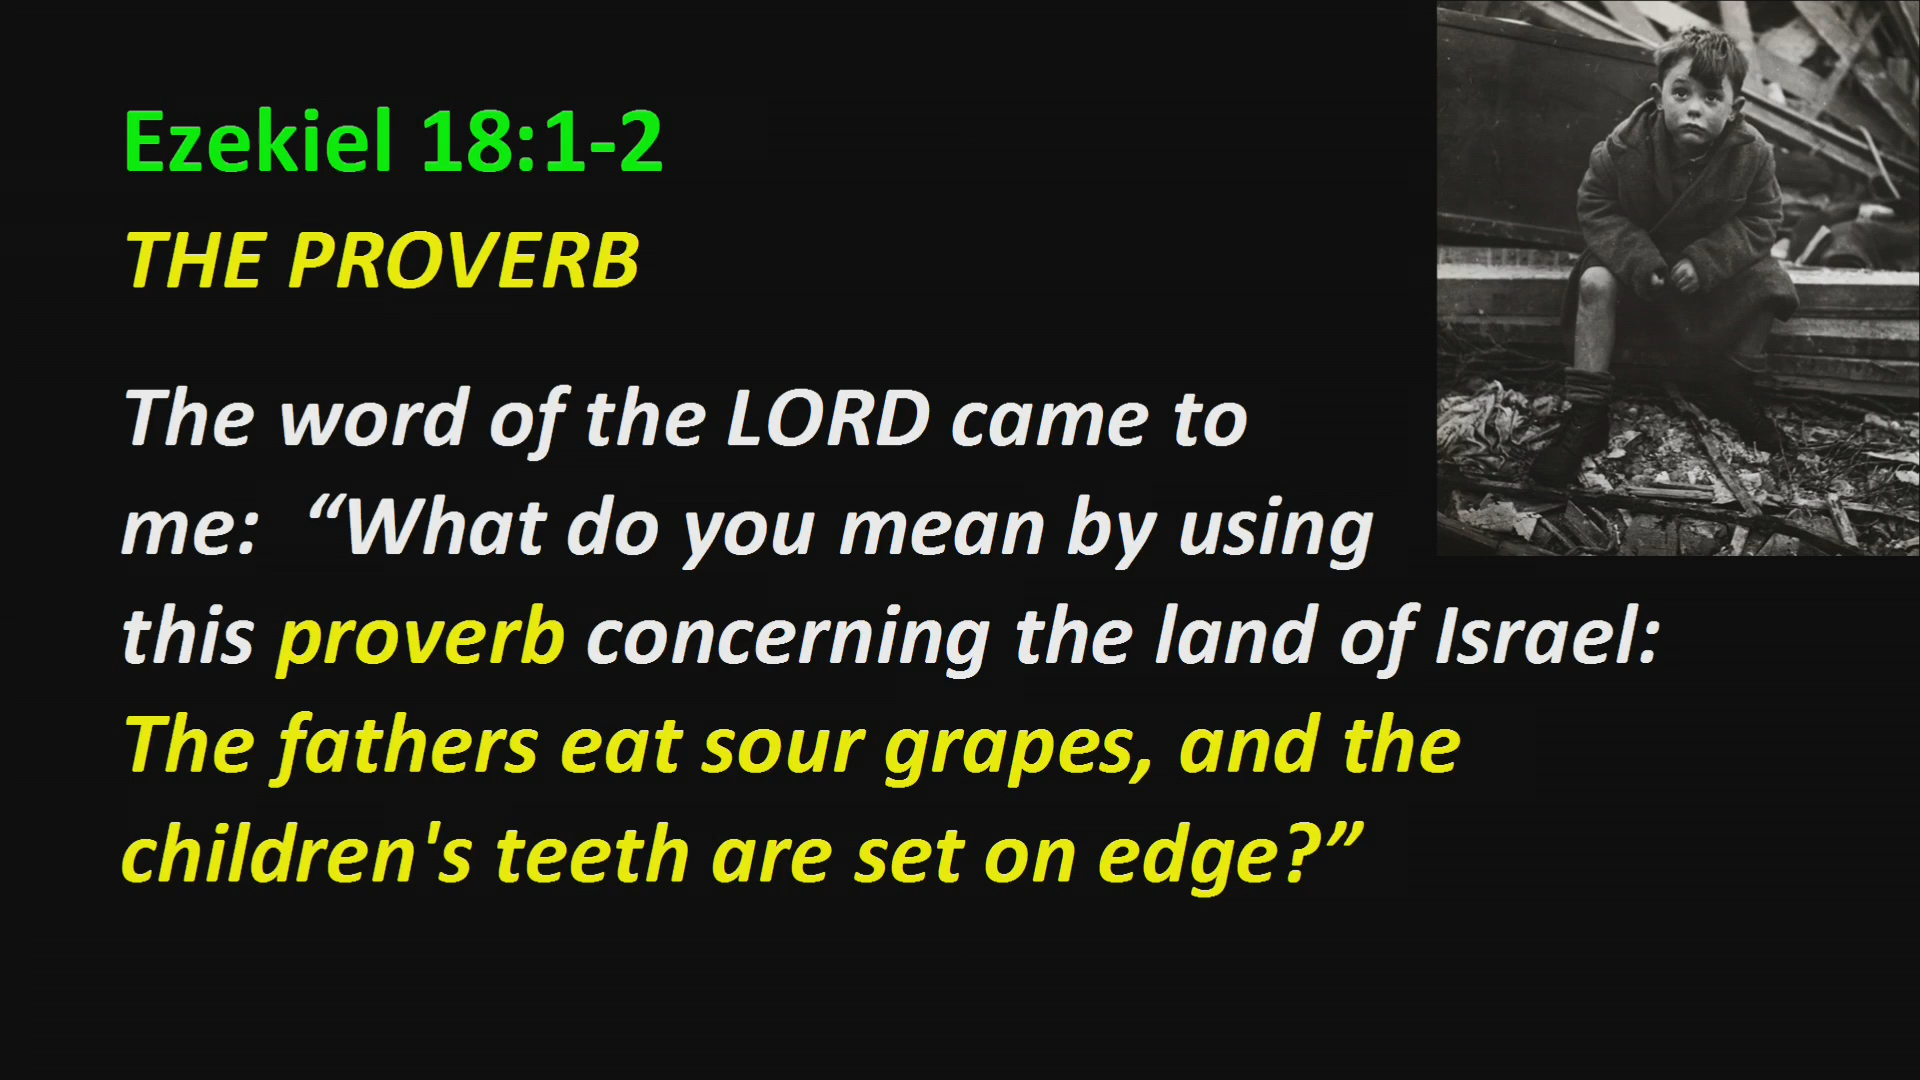 Ezekiel 18:1-2
THE PROVERB
The word of the LORD came to
me:  “What do you mean by using
this proverb concerning the land of Israel:
The fathers eat sour grapes, and the
children's teeth are set on edge?”